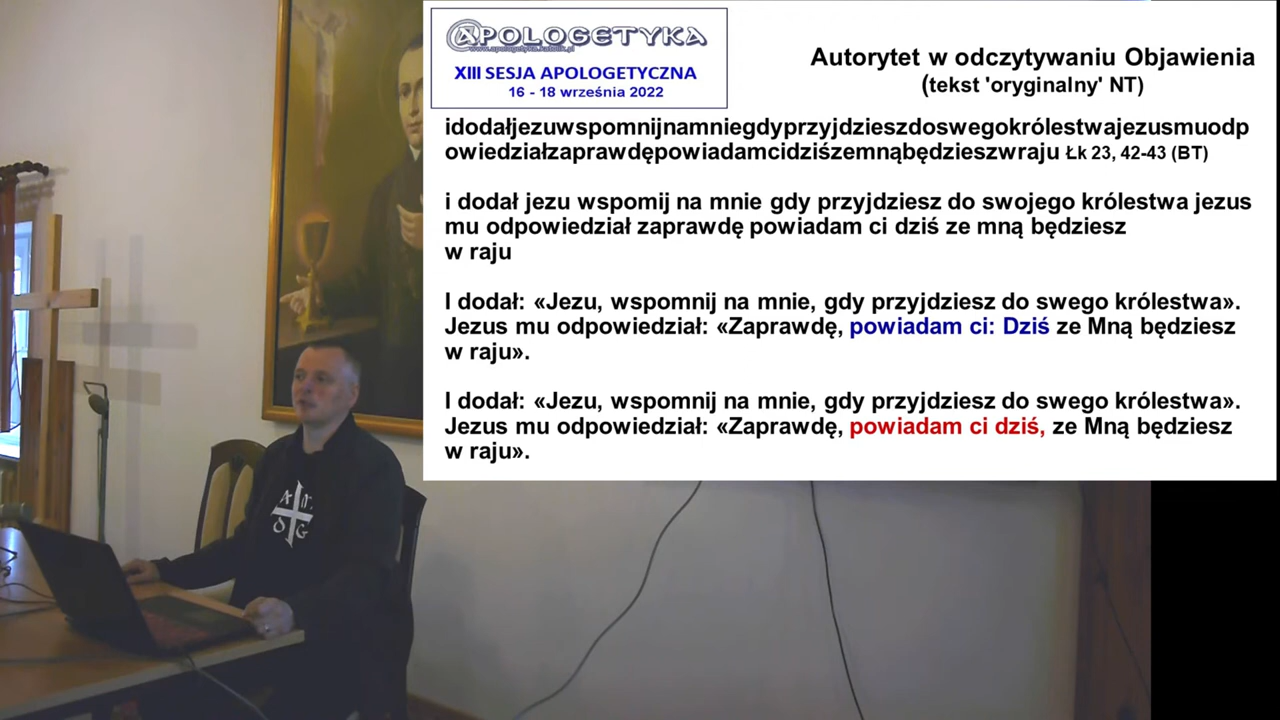 @POLOGETYKA
www.apologetyka.katolik.pl
XIII SESJA APOLOGETYCZNA
16 - 18 września 2022
Autorytet w odczytywaniu Objawienia
(tekst 'oryginalny' NT)
idodałjezuwspomnijnamniegdyprzyjdzieszdoswegokrólestwajezusmuodp
owiedziałzaprawdępowiadamcidziśzemnąbędzieszwraju Łk 23, 42-43 (BT)
i dodał jezu wspomij na mnie gdy przyjdziesz do swojego królestwa jezus
mu odpowiedział zaprawdę powiadam ci dziś ze mną będziesz
w raju
I dodał: «Jezu, wspomnij na mnie, gdy przyjdziesz do swego królestwa».
Jezus mu odpowiedział: «Zaprawdę, powiadam ci: Dziś ze Mną będziesz
w raju».
I dodał: «Jezu, wspomnij na mnie, gdy przyjdziesz do swego królestwa».
Jezus mu odpowiedział: «Zaprawdę, powiadam ci dziś, ze Mną będziesz
w raju».
A M
D G